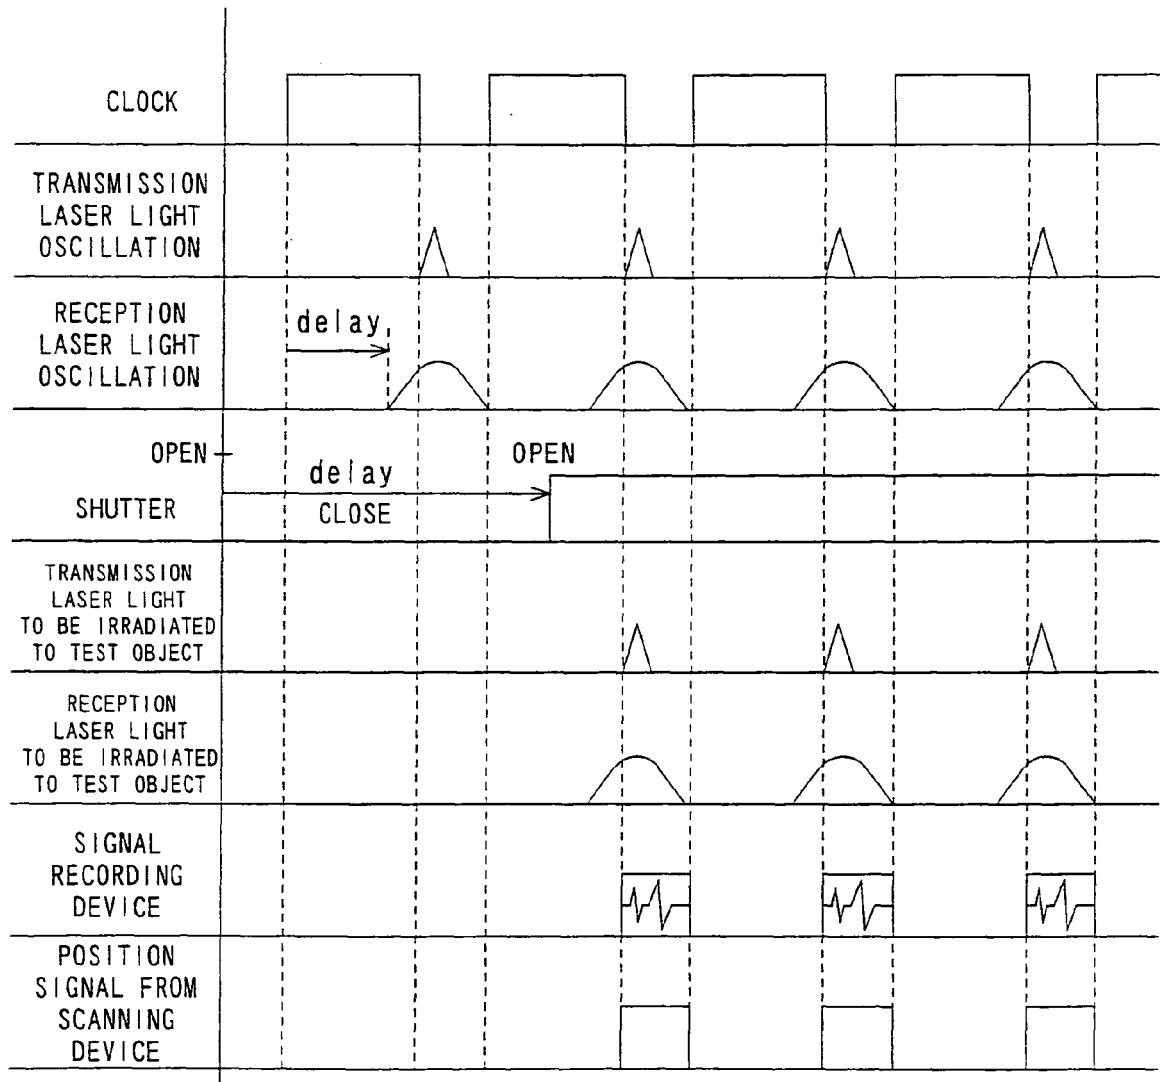 CLOCK
TRANSMISSION
LASER LIGHT
OSCILLATION
RECEPTION
LASER LIGHT
OSCILLATION
delay
OPEN
OPEN
delay
SHUTTER
CLOSE
TRANSMISSION
LASER LIGHT
TO BE IRRADIATED
TO TEST OBJECT
RECEPTION
LASER LIGHT
TO BE IRRADIATED
TO TEST OBJECT
SIGNAL
RECORDING
DEVICE
POSITION
SIGNAL FROM
SCANNING
DEVICE